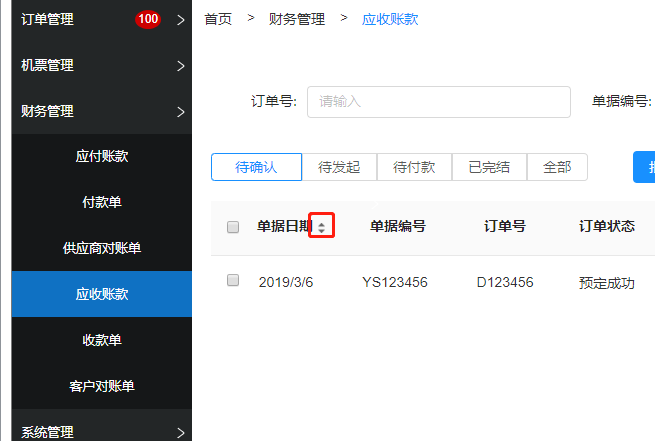 订单管理 100
机票管理
财务管理
应付账款
付款单
供应商对账单
应收账款
收款单
客户对账单
系统管理
首页 > 财务管理 > 应收账款
订单号: 请输入 单据编号:
待确认 待发起 待付款 已完结 全部
单据日期 单据编号 订单号 订单状态
2019/3/6 YS123456 D123456 预定成功